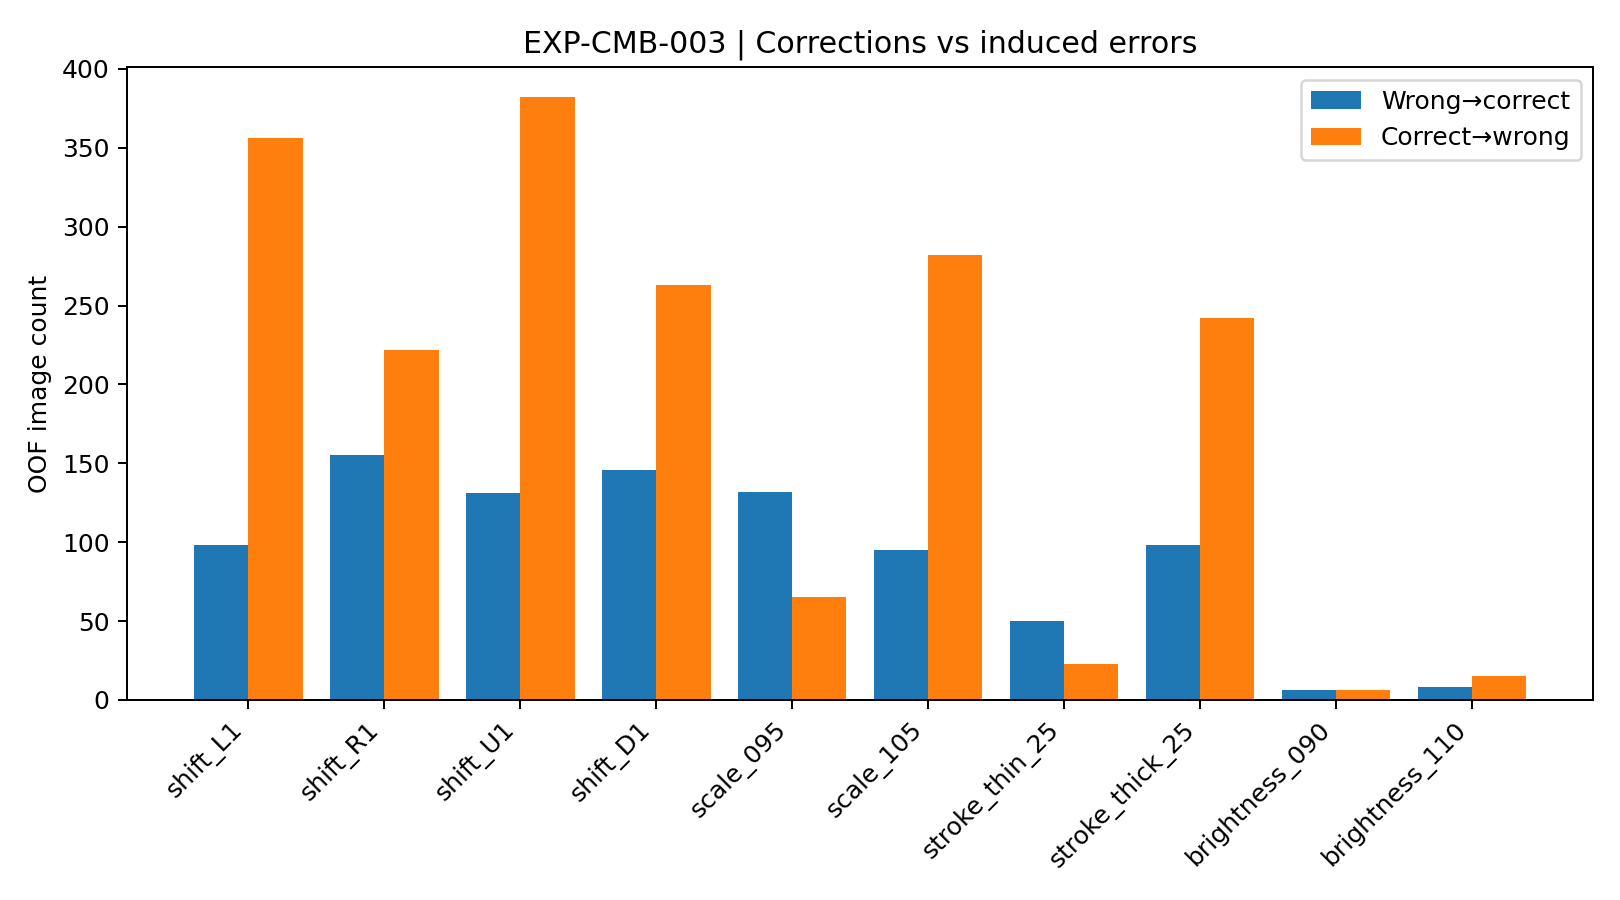 EXP-CMB-003 | Corrections vs induced errors
Wrong→correct
Correct→wrong
OOF image count
400
350
300
250
200
150
100
50
0
shift_L1
shift_R1
shift_U1
shift_D1
scale_095
scale_105
stroke_thin_25
stroke_thick_25
brightness_090
brightness_110